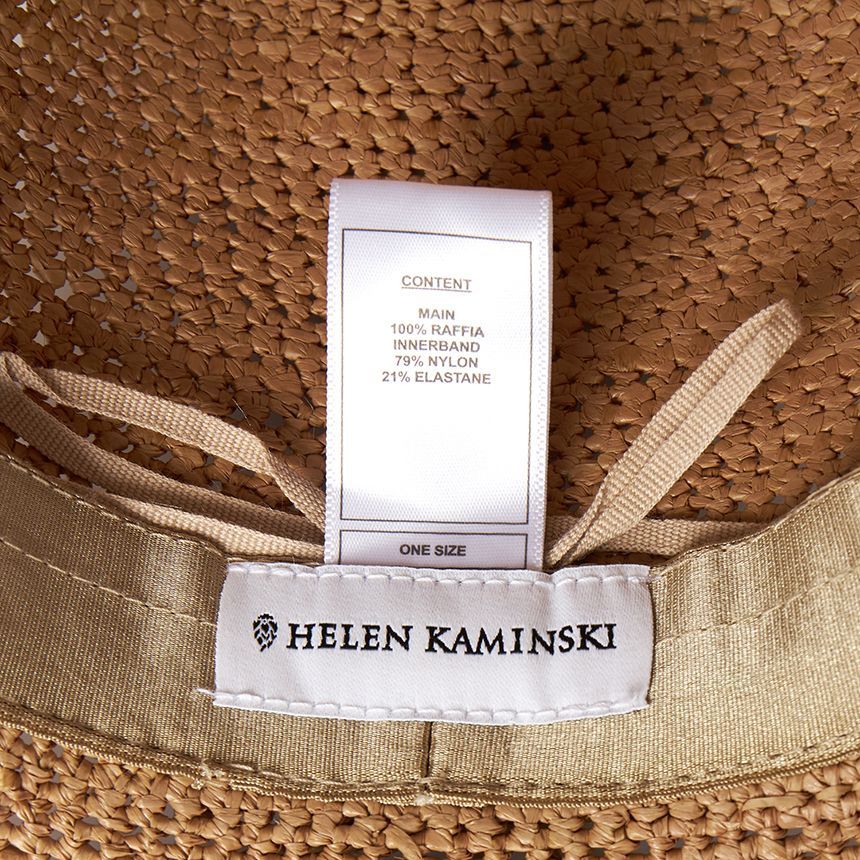 CONTENT
MAIN
100% RAFFIA
INNERBAND
79% NYLON
21% ELASTANE
ONE SIZE
HELEN KAMINSKI